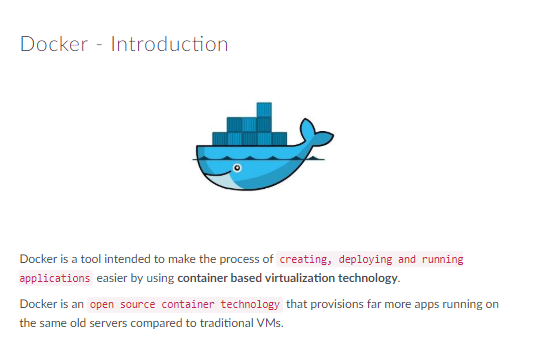 Docker - Introduction
Docker is a tool intended to make the process of creating, deploying and running
applications easier by using container based virtualization technology.
Docker is an open source container technology that provisions far more apps running on
the same old servers compared to traditional VMs.